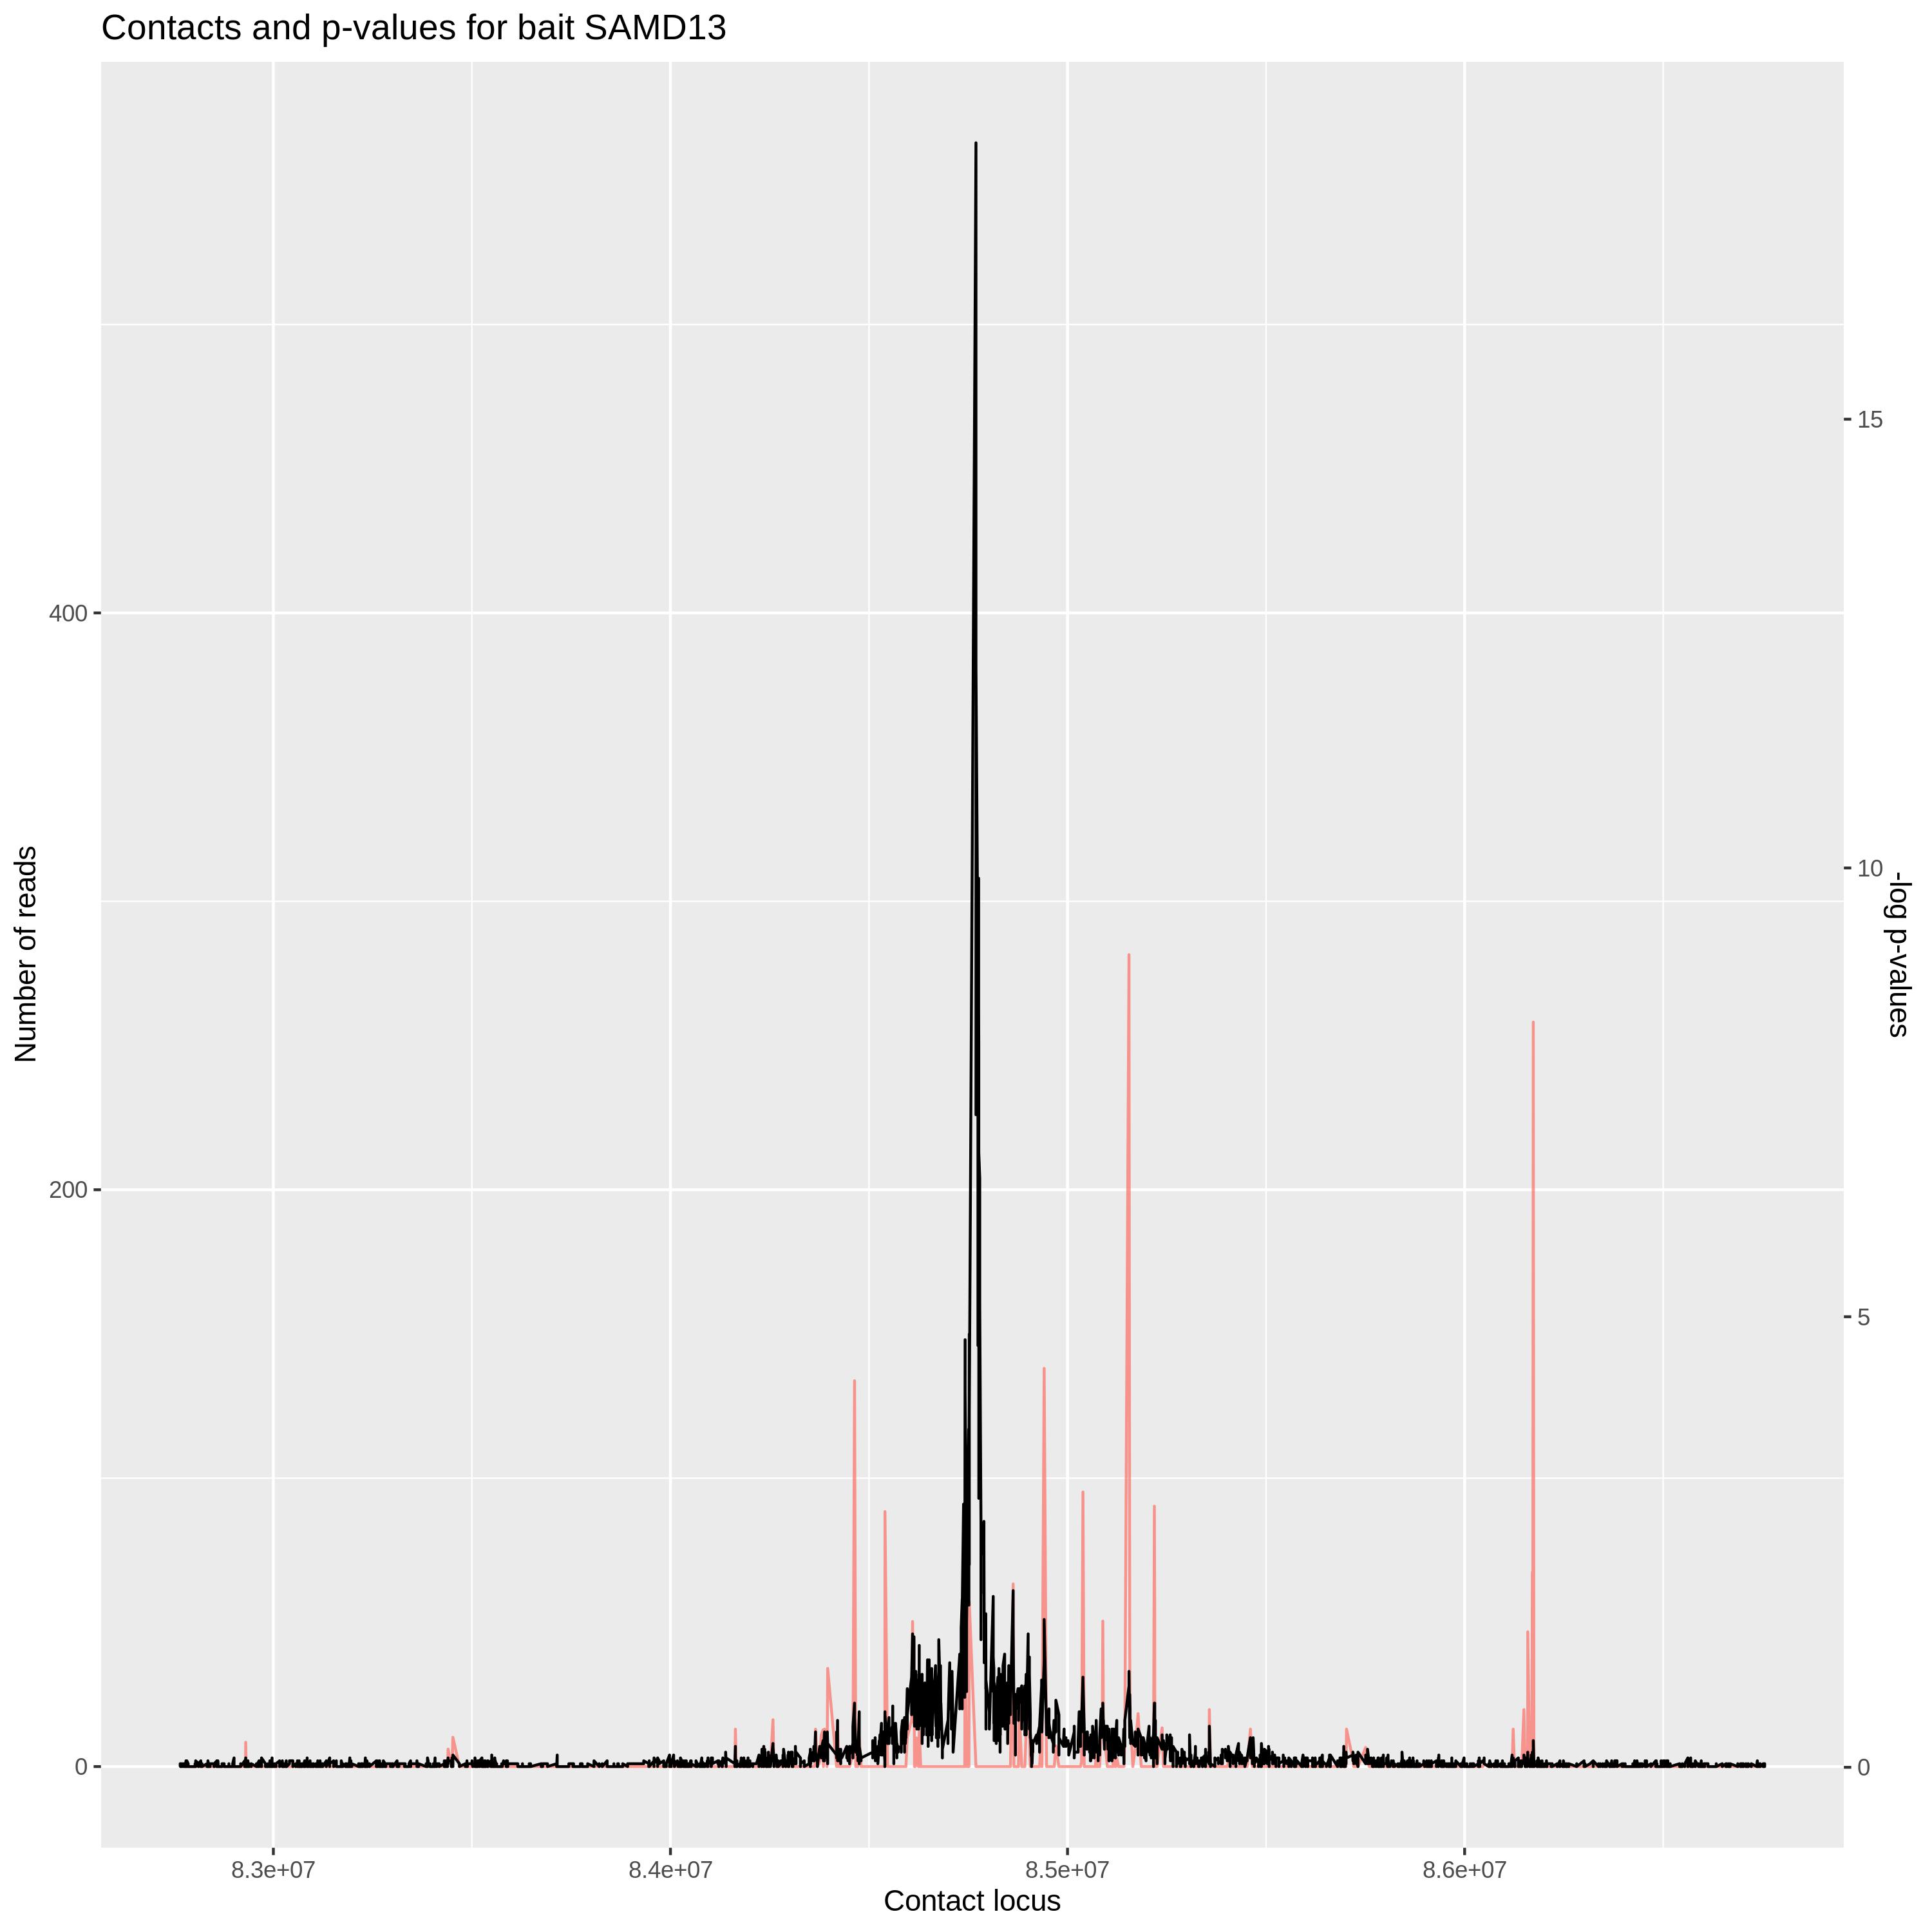 Contacts and p-values for bait SAMD13
Number of reads
400
200
0
15
10
5
0
-log p-values
8.3e+07
8.4e+07
8.5e+07
8.6e+07
Contact locus